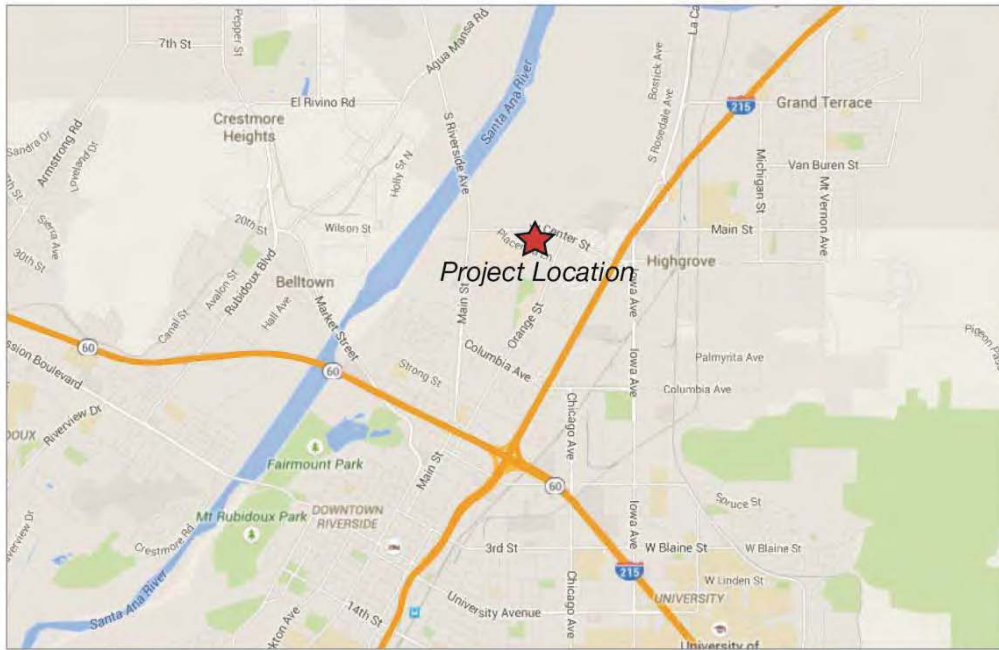 7th St
Pepper St
Agua Mansa Rd
La Ca
El Rivino Rd
Crestmore
Heights
Santa Ana River
Bostick Ave
215
Grand Terrace
Sandra Dr
Armstrong Rd
Loveland Dr
S Riverside Ave
S Rosedale Ave
Holly St N
Michigan St
Van Buren St
Mt Vernon Ave
Sierra Ave
20th St
Wilson St
Center St
Main St
30th St
Rubidoux Blvd
Avalon St
Belltown
Project Location
Highgrove
Hall Ave
Canal St
Market Street
Main St
Orange St
Iowa Ave
60
60
Columbia Ave
Strong St
Palmyrita Ave
Columbia Ave
ssion Boulevard
Riverview Dr
DOUX
Chicago Ave
Iowa Ave
Fairmount Park
Main St
60
Mt Rubidoux Park
DOWNTOWN
RIVERSIDE
Spruce St
Iowa Ave
Crestmore Rd
3rd St
W Blaine St
W Blaine St
215
W Linden St
Santa Ana River
14th St
University Avenue
Chicago Ave
UNIVERSITY
University of